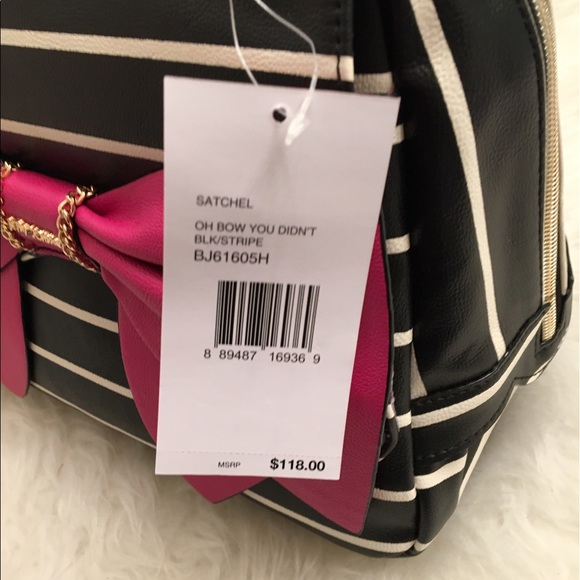 SATCHEL
OH BOW YOU DIDN'T
BLK/STRIPE
BJ61605H
8 89487 16936 9
MSRP $118.00